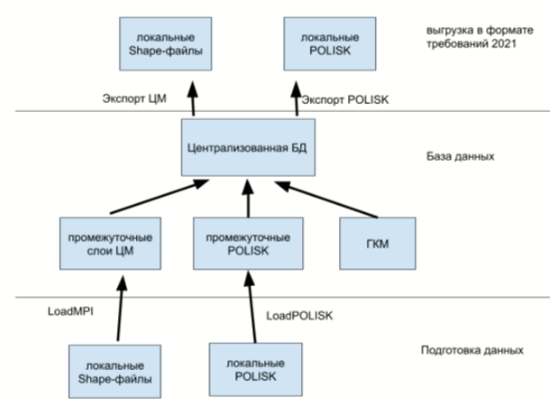 локальные
Shape-файлы
локальные
POLISK
выгрузка в формате
требований 2021
Экспорт ЦМ
Экспорт POLISK
Централизованная БД
База данных
промежуточные
слои ЦМ
промежуточные
POLISK
ГКМ
LoadMPI
LoadPOLISK
локальные
Shape-файлы
локальные
POLISK
Подготовка данных